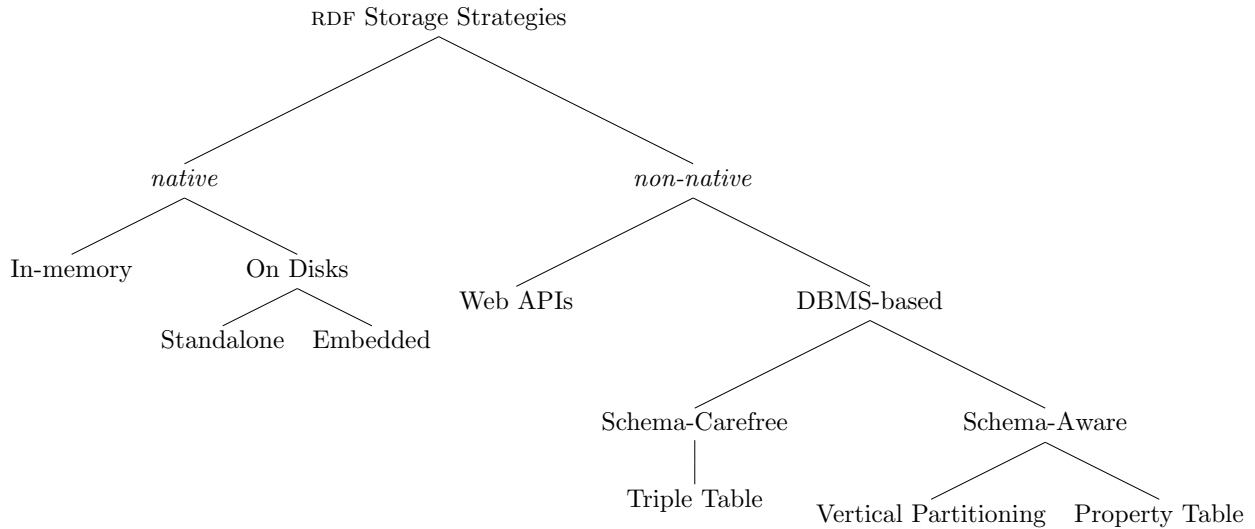 RDF Storage Strategies
native non-native
In-memory On Disks
Web APIs DBMS-based
Standalone Embedded
Schema-Carefree Schema-Aware
Triple Table
Vertical Partitioning Property Table